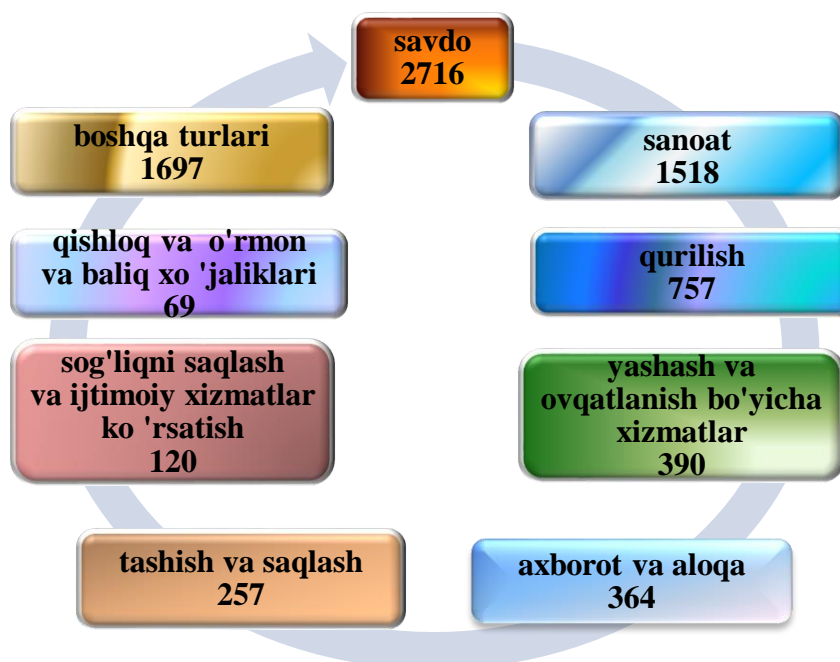 savdo
2716
sanoat
1518
qurilish
757
yashash va
ovqatlanish bo'yicha
xizmatlar
390
axborot va aloqa
364
tashish va saqlash
257
sog'liqni saqlash
va ijtimoiy xizmatlar
ko 'rsatish
120
qishloq va o'rmon
va baliq xo 'jaliklari
69
boshqa turlari
1697